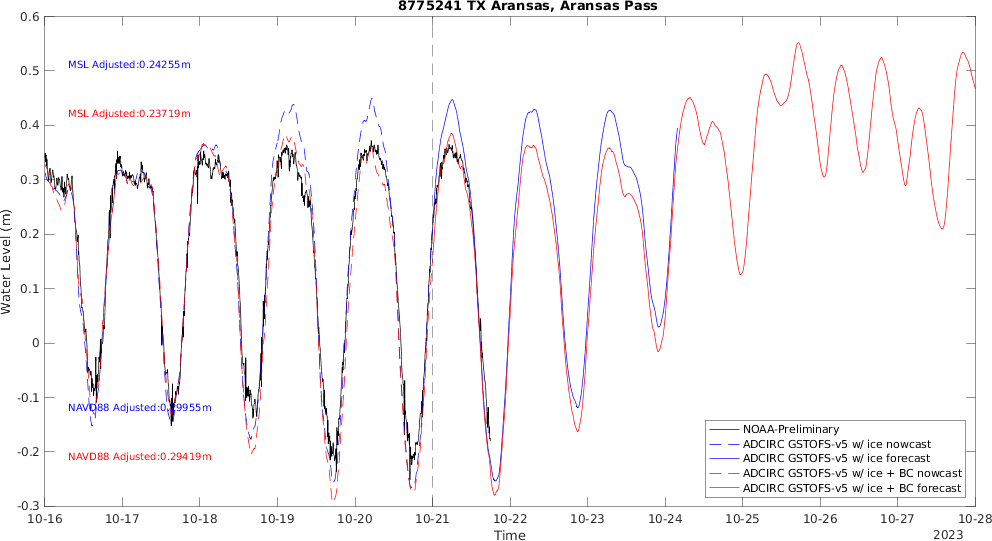 8775241 TX Aransas, Aransas Pass
0.6
0.5
0.4
0.3
0.2
0.1
0
-0.1
-0.2
-0.3
Water Level (m)
MSL Adjusted:0.24255m
MSL Adjusted:0.23719m
NAVD88 Adjusted:0.29955m
NAVD88 Adjusted:0.29419m
NOAA-Preliminary
ADCIRC GSTOFS-v5 w/ ice nowcast
ADCIRC GSTOFS-v5 w/ ice forecast
ADCIRC GSTOFS-v5 w/ ice + BC nowcast
ADCIRC GSTOFS-v5 w/ ice + BC forecast
10-16 10-17 10-18 10-19 10-20 10-21 10-22 10-23 10-24 10-25 10-26 10-27 10-28
Time
2023